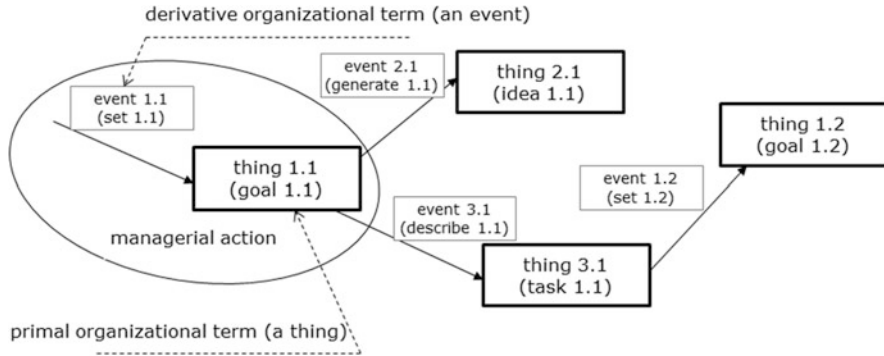 derivative organizational term (an event)
event 1.1
(set 1.1)
event 2.1
(generate 1.1)
thing 2.1
(idea 1.1)
thing 1.2
(goal 1.2)
thing 1.1
(goal 1.1)
event 1.2
(set 1.2)
event 3.1
(describe 1.1)
managerial action
thing 3.1
(task 1.1)
primal organizational term (a thing)